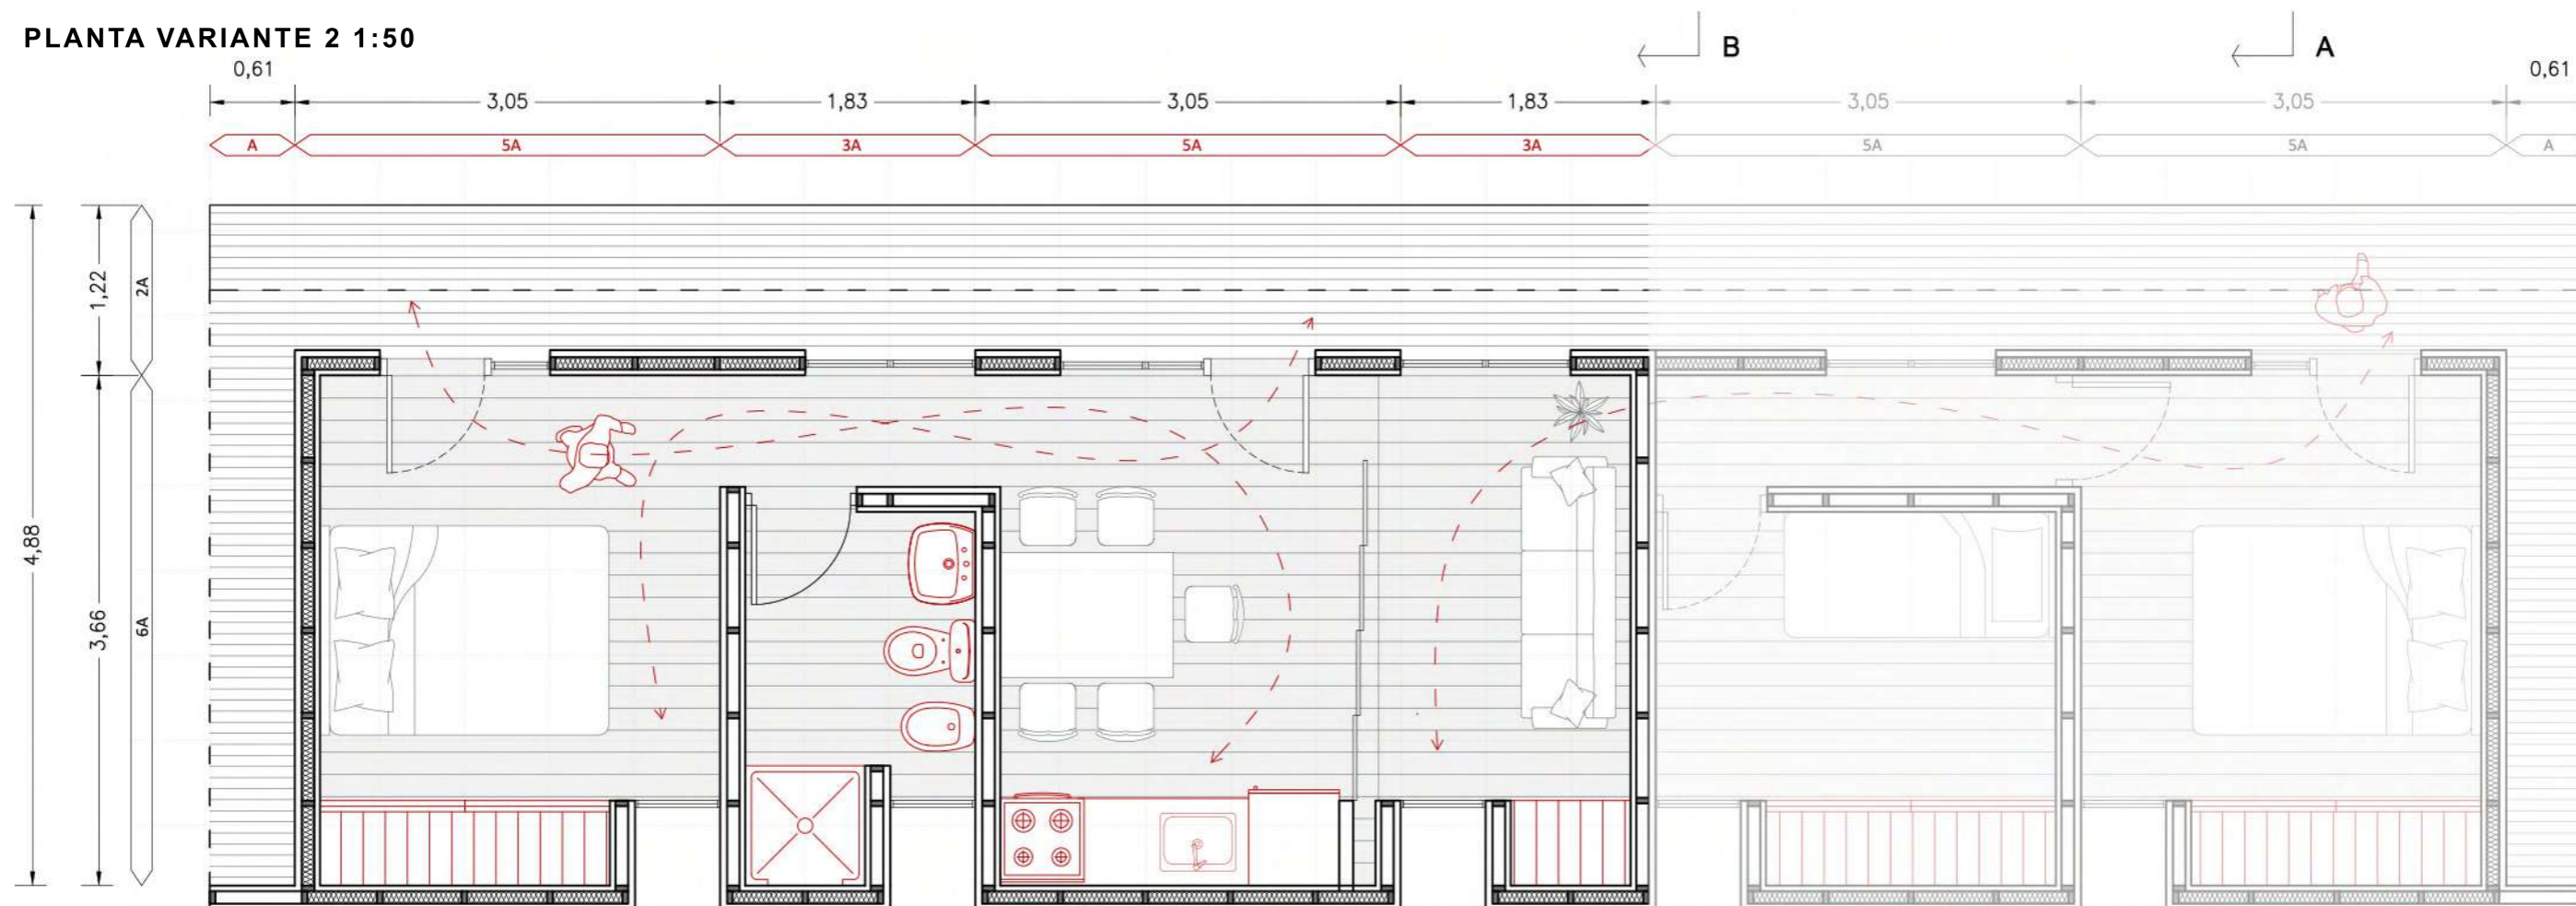 PLANTA VARIANTE 2 1:50
B
A
0,61
0,61
3,05
1,83
3,05
1,83
3,05
3,05
A
5A
3A
5A
3A
5A
5A
A
1,22
2A
4,88
3,66
6A